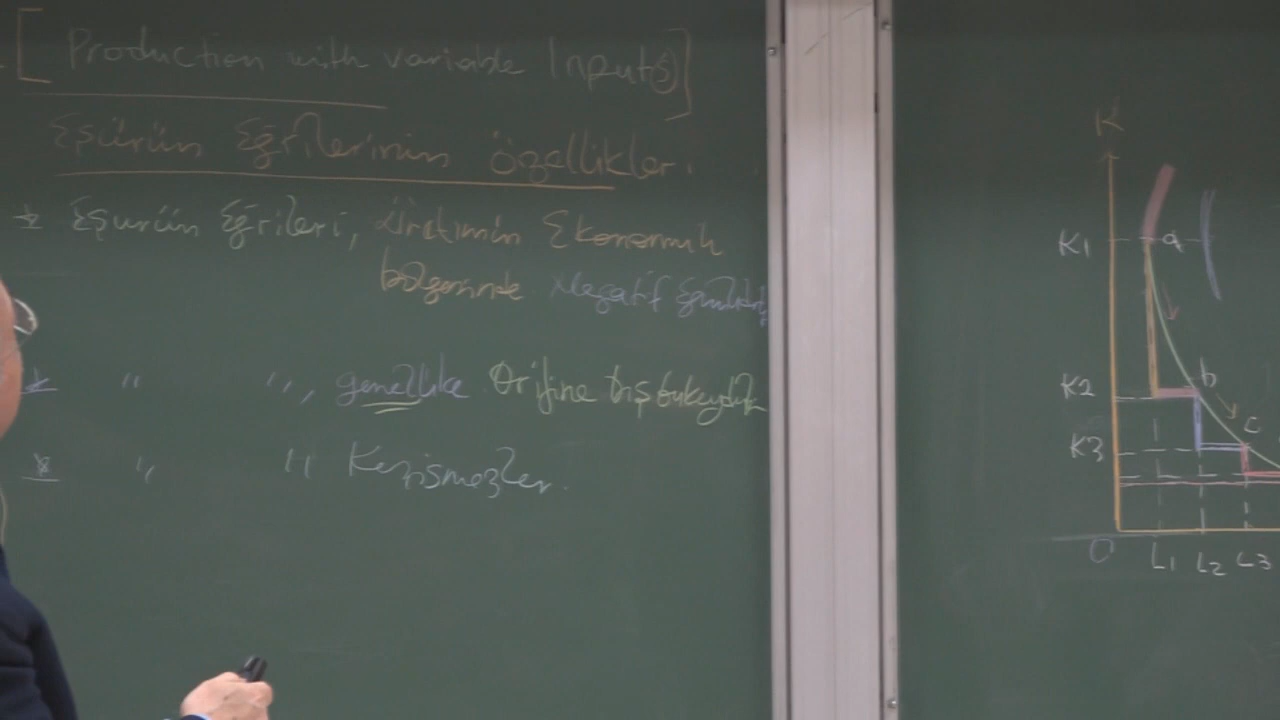 [Production with variable Input(s)]
Eşürün Eğrilerinin özellikleri
* Eşürün Eğrileri, üretimin Ekonomik
bölgesinde Negatif Eğimlidir
* " ", genellikle Orijine Dışbükeydir
* " " Kesişmezler.
K
K1 a
K2 b
K3 c
O L1 L2 L3